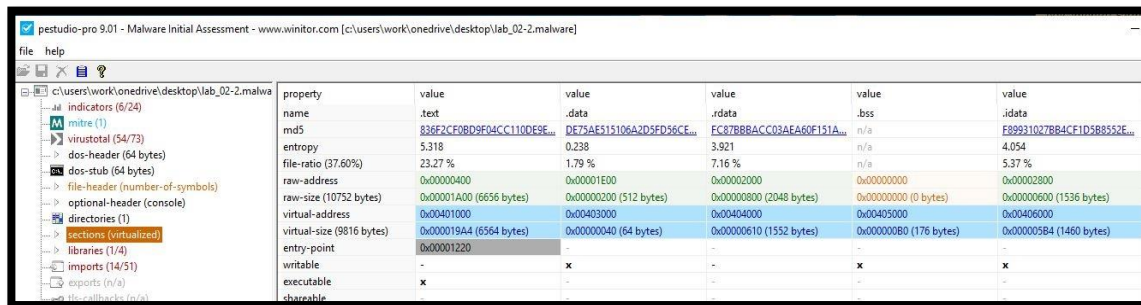 pestudio-pro 9.01 - Malware Initial Assessment - www.winitor.com [c:\users\work\onedrive\desktop\lab_02-2.malware]
file help
c:\users\work\onedrive\desktop\lab_02-2.malwa
indicators (6/24)
mitre (1)
virustotal (54/73)
dos-header (64 bytes)
dos-stub (64 bytes)
file-header (number-of-symbols)
optional-header (console)
directories (1)
sections (virtualized)
libraries (1/4)
imports (14/51)
exports (n/a)
tls-callbacks (n/a)
property value value value value value
name .text .data .rdata .bss .idata
md5 836F2CF0BD9F04CC110DE9E... DE75AE515106A2D5FD56CE... FC87BBBACC03AEA60F151A... n/a F89931027BB4CF1D5B8552E...
entropy 5.318 0.238 3.921 n/a 4.054
file-ratio (37.60%) 23.27 % 1.79 % 7.16 % n/a 5.37 %
raw-address 0x00000400 0x00001E00 0x00002000 0x00000000 0x00002800
raw-size (10752 bytes) 0x00001A00 (6656 bytes) 0x00000200 (512 bytes) 0x00000800 (2048 bytes) 0x00000000 (0 bytes) 0x00000600 (1536 bytes)
virtual-address 0x00401000 0x00403000 0x00404000 0x00405000 0x00406000
virtual-size (9816 bytes) 0x000019A4 (6564 bytes) 0x00000040 (64 bytes) 0x00000610 (1552 bytes) 0x000000B0 (176 bytes) 0x000005B4 (1460 bytes)
entry-point 0x00001220 - - - -
writable - x - x x
executable x - - - -
shareable - - - - -